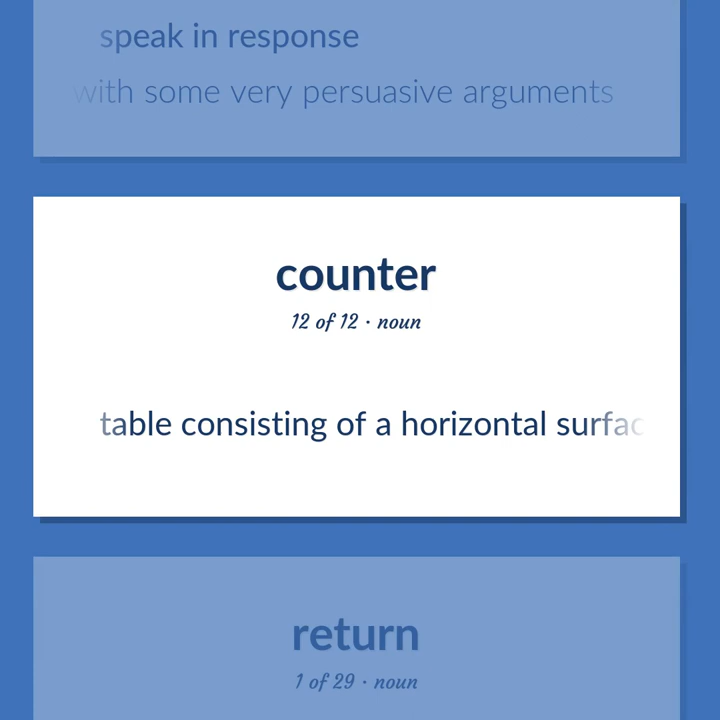 speak in response
with some very persuasive arguments
counter
12 of 12 · noun
table consisting of a horizontal surfac
return
1 of 29 · noun